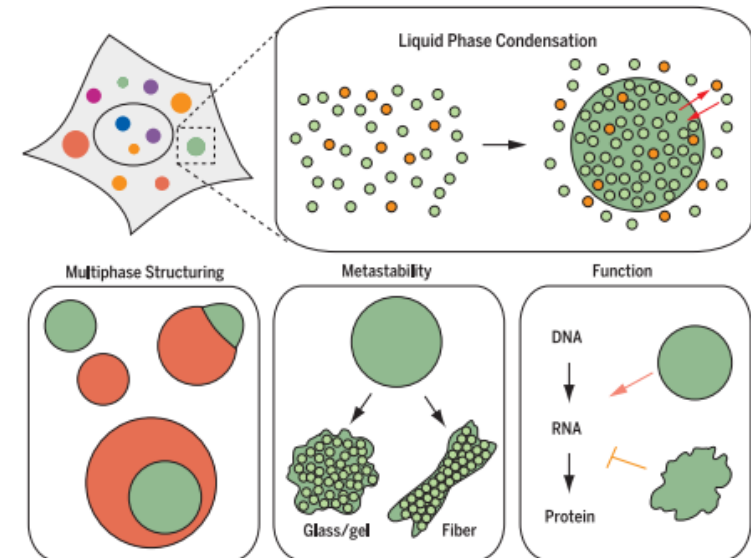 Liquid Phase Condensation
Multiphase Structuring
Metastability
Function
Glass/gel
Fiber
DNA
RNA
Protein